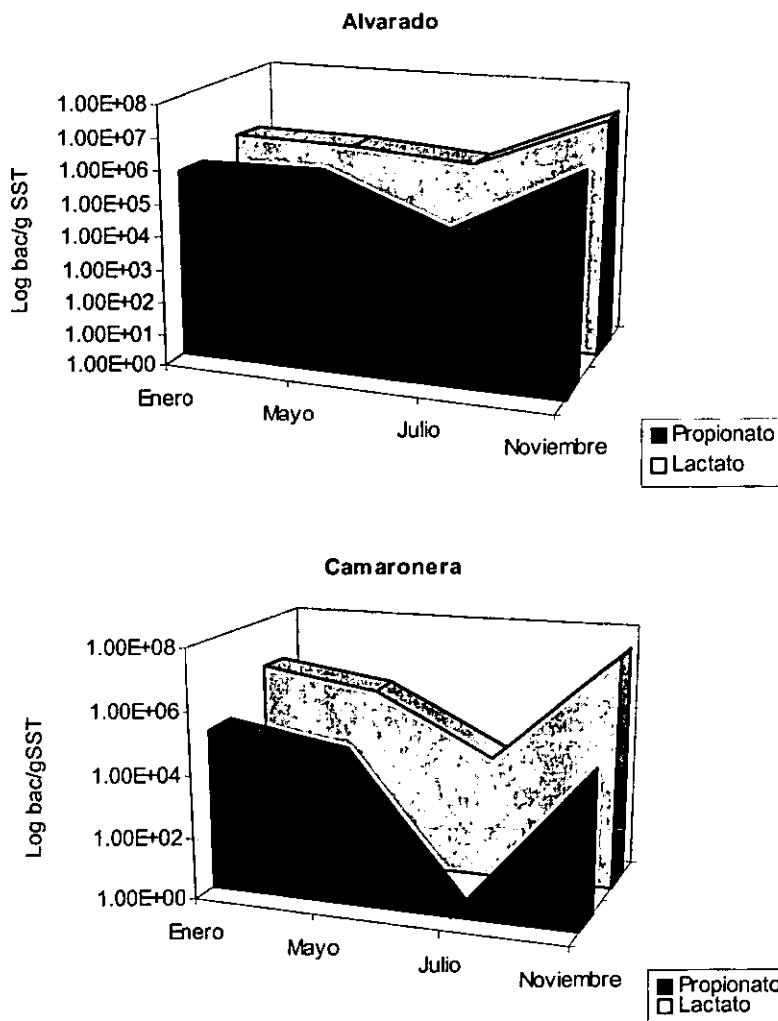 Alvarado
1.00E+08
1.00E+07
1.00E+06
1.00E+05
1.00E+04
1.00E+03
1.00E+02
1.00E+01
1.00E+00
Log bac/g SST
Enero
Mayo
Julio
Noviembre
Propionato
Lactato
Camaronera
1.00E+08
1.00E+06
1.00E+04
1.00E+02
1.00E+00
Log bac/gSST
Enero
Mayo
Julio
Noviembre
Propionato
Lactato